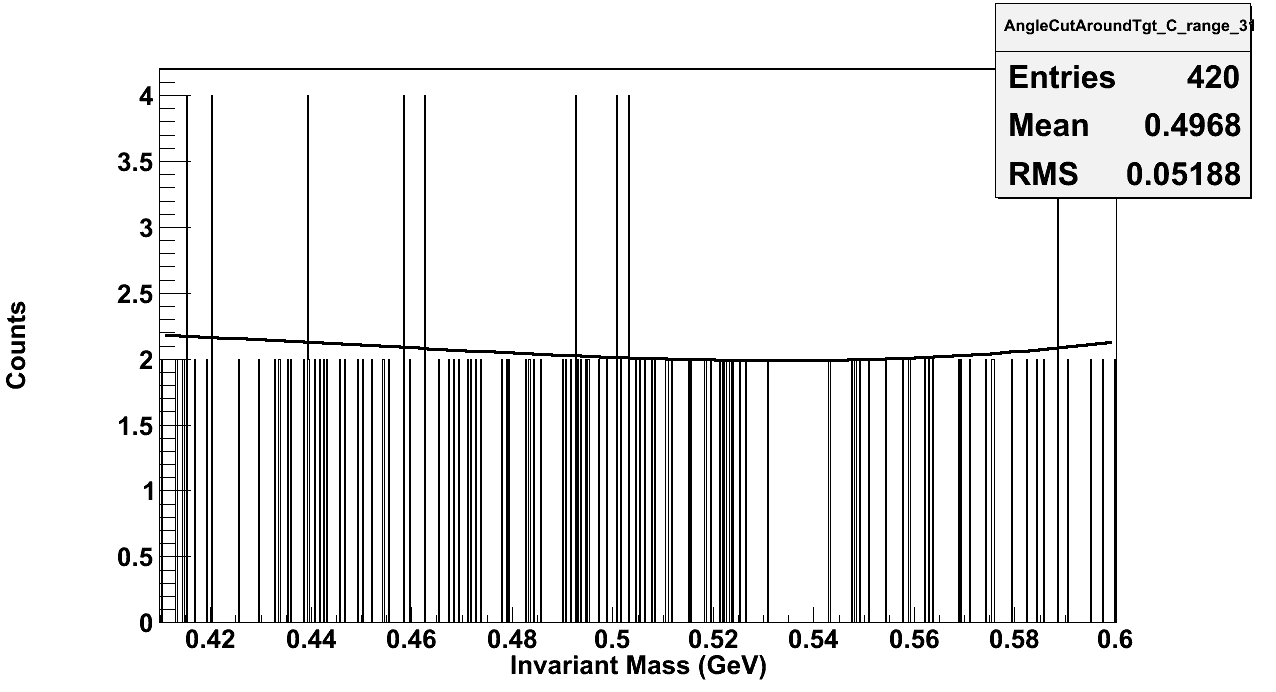 AngleCutAroundTgt_C_range_31
Entries 420
Mean 0.4968
RMS 0.05188
4
3.5
3
2.5
2
1.5
1
0.5
0
Counts
0.42 0.44 0.46 0.48 0.5 0.52 0.54 0.56 0.58 0.6
Invariant Mass (GeV)